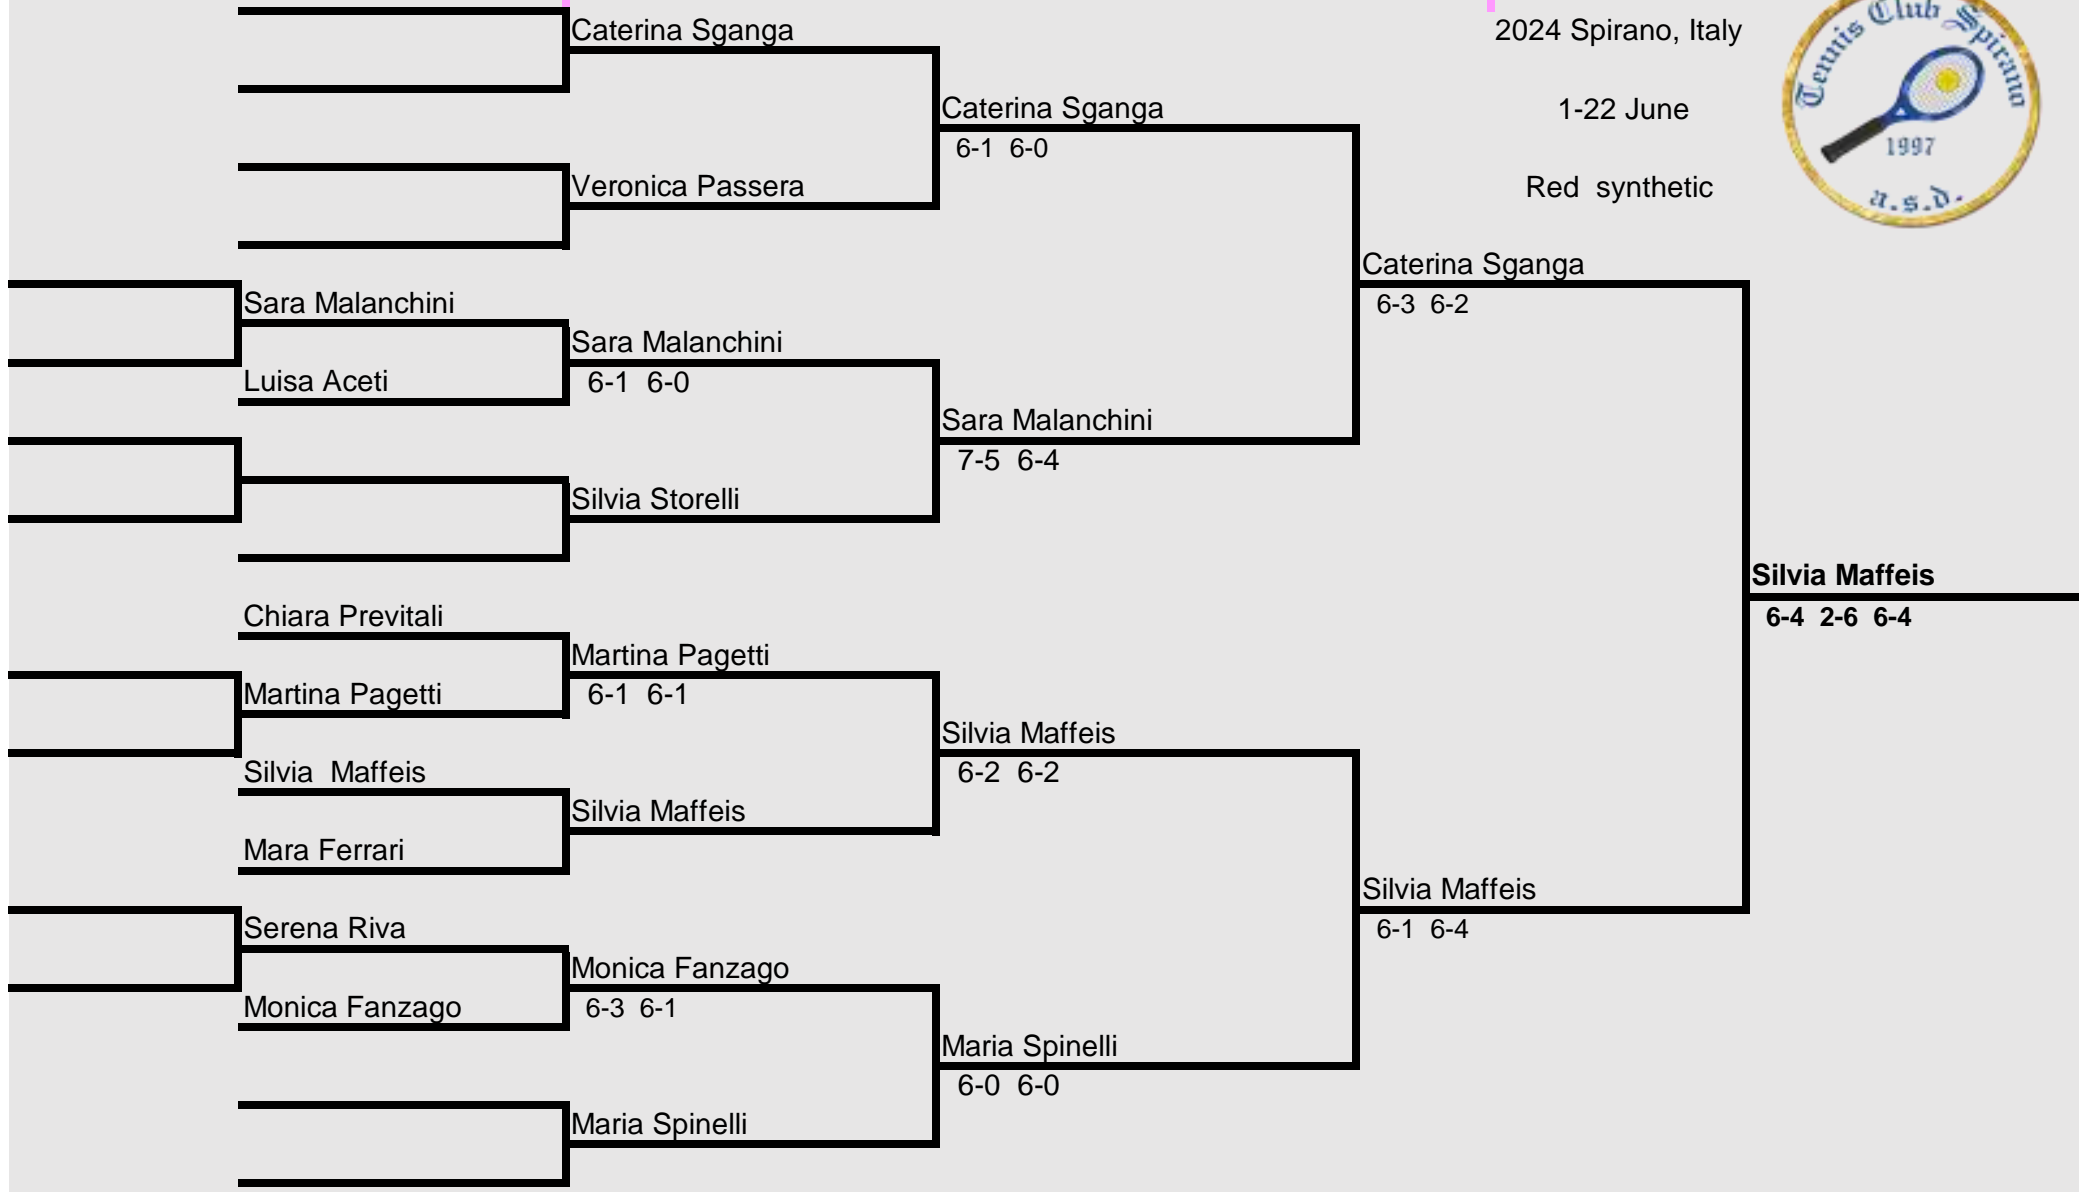 Caterina Sganga
2024 Spirano, Italy
Tennis Club Spirano
1997
a.s.d.
Caterina Sganga
1-22 June
6-1 6-0
Veronica Passera
Red synthetic
Caterina Sganga
6-3 6-2
Sara Malanchini
Sara Malanchini
Luisa Aceti
6-1 6-0
Sara Malanchini
7-5 6-4
Silvia Storelli
Silvia Maffeis
6-4 2-6 6-4
Chiara Previtali
Martina Pagetti
Martina Pagetti
6-1 6-1
Silvia Maffeis
6-2 6-2
Silvia Maffeis
Silvia Maffeis
Mara Ferrari
Silvia Maffeis
6-1 6-4
Serena Riva
Monica Fanzago
Monica Fanzago
6-3 6-1
Maria Spinelli
6-0 6-0
Maria Spinelli